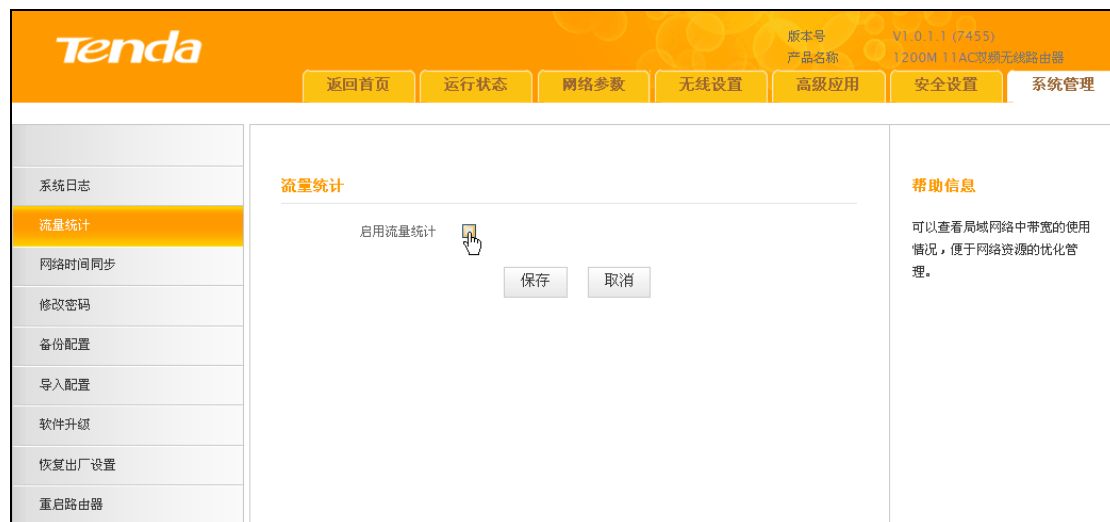 Tenda
版本号 V1.0.1.1 (7455)
产品名称 1200M 11AC双频无线路由器
返回首页 运行状态 网络参数 无线设置 高级应用 安全设置 系统管理
系统日志
流量统计
网络时间同步
修改密码
备份配置
导入配置
软件升级
恢复出厂设置
重启路由器
流量统计
启用流量统计
保存 取消
帮助信息
可以查看局域网络中带宽的使用
情况，便于网络资源的优化管
理。